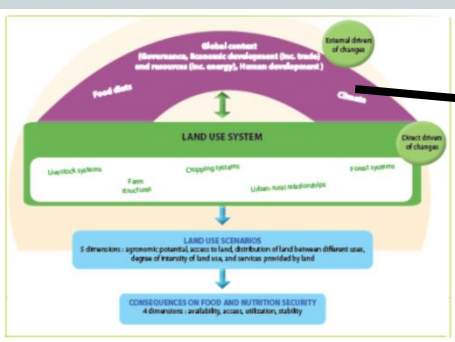 External drivers
of changes
Global context
(Governance, Economic development (Inc. trade)
and resources (Inc. energy), Human development)
Food diets
Climate
Direct drivers
of changes
LAND USE SYSTEM
Livestock systems
Cropping systems
Forest systems
Farm
structures
Urban-rural relationships
LAND USE SCENARIOS
5 dimensions : agronomic potential, access to land, distribution of land between different uses,
degree of intensity of land use, and services provided by land
CONSEQUENCES ON FOOD AND NUTRITION SECURITY
4 dimensions : availability, access, utilization, stability